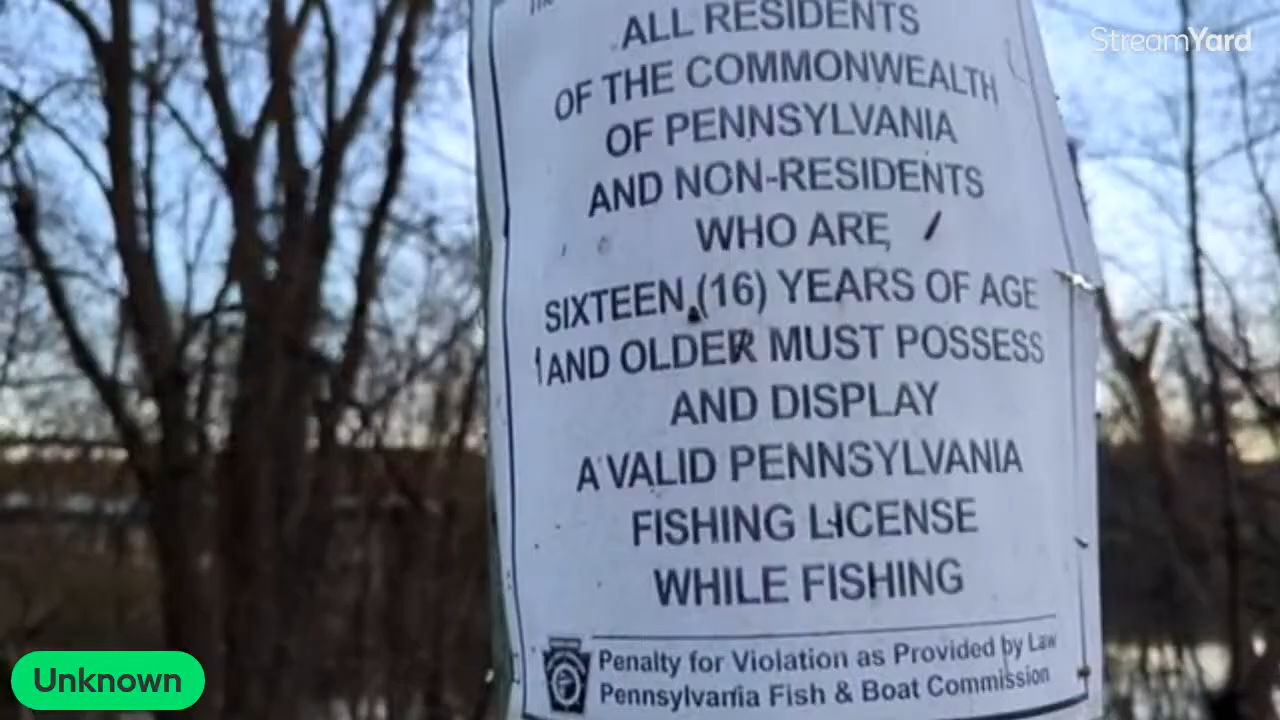 StreamYard
ALL RESIDENTS
OF THE COMMONWEALTH
OF PENNSYLVANIA
AND NON-RESIDENTS
WHO ARE
SIXTEEN (16) YEARS OF AGE
AND OLDER MUST POSSESS
AND DISPLAY
A VALID PENNSYLVANIA
FISHING LICENSE
WHILE FISHING
Penalty for Violation as Provided by Law
Pennsylvania Fish & Boat Commission
Unknown